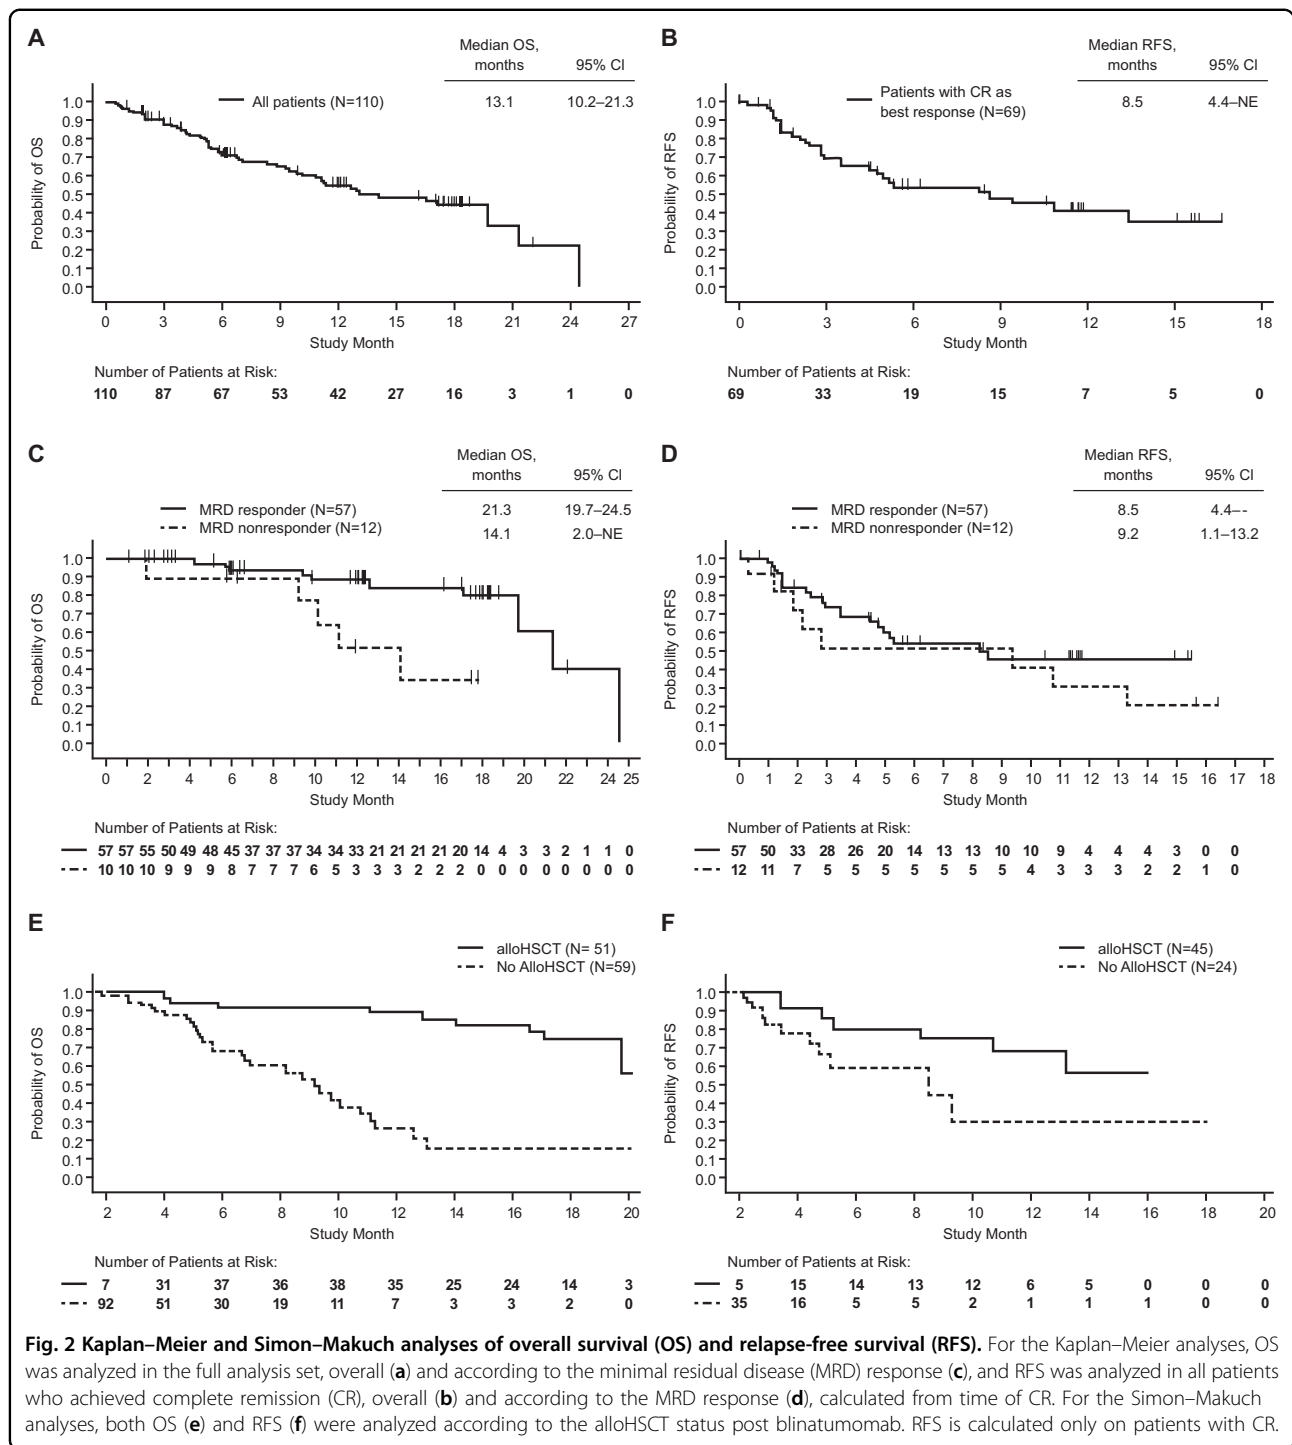 A
Median OS,
months 95% CI
13.1 10.2–21.3
All patients (N=110)
Probability of OS
1.0
0.9
0.8
0.7
0.6
0.5
0.4
0.3
0.2
0.1
0.0
0 3 6 9 12 15 18 21 24 27
Study Month
Number of Patients at Risk:
110 87 67 53 42 27 16 3 1 0
B
Median RFS,
months 95% CI
8.5 4.4–NE
Patients with CR as
best response (N=69)
Probability of RFS
1.0
0.9
0.8
0.7
0.6
0.5
0.4
0.3
0.2
0.1
0.0
0 3 6 9 12 15 18
Study Month
Number of Patients at Risk:
69 33 19 15 7 5 0
C
Median OS,
months 95% CI
MRD responder (N=57) 21.3 19.7–24.5
MRD nonresponder (N=12) 14.1 2.0–NE
Probability of OS
1.0
0.9
0.8
0.7
0.6
0.5
0.4
0.3
0.2
0.1
0.0
0 2 4 6 8 10 12 14 16 18 20 22 24 25
Study Month
Number of Patients at Risk:
57 57 55 50 49 48 45 37 37 37 34 34 33 21 21 21 21 20 14 4 3 3 2 1 1 0
10 10 10 9 9 9 8 7 7 7 6 5 3 3 3 2 2 2 0 0 0 0 0 0 0 0
D
Median RFS,
months 95% CI
MRD responder (N=57) 8.5 4.4–-
MRD nonresponder (N=12) 9.2 1.1–13.2
Probability of RFS
1.0
0.9
0.8
0.7
0.6
0.5
0.4
0.3
0.2
0.1
0.0
0 1 2 3 4 5 6 7 8 9 10 11 12 13 14 15 16 17 18
Study Month
Number of Patients at Risk:
57 50 33 28 26 20 14 13 13 10 10 9 4 4 4 3 0 0
12 11 7 5 5 5 5 5 5 5 4 3 3 3 2 2 1 0
E
alloHSCT (N= 51)
No AlloHSCT (N=59)
Probability of OS
1.0
0.9
0.8
0.7
0.6
0.5
0.4
0.3
0.2
0.1
0.0
2 4 6 8 10 12 14 16 18 20
Study Month
Number of Patients at Risk:
7 31 37 36 38 35 25 24 14 3
92 51 30 19 11 7 3 3 2 0
F
alloHSCT (N=45)
No AlloHSCT (N=24)
Probability of RFS
1.0
0.9
0.8
0.7
0.6
0.5
0.4
0.3
0.2
0.1
0.0
2 4 6 8 10 12 14 16 18 20
Study Month
Number of Patients at Risk:
5 15 14 13 12 6 5 0 0 0
35 16 5 5 2 1 1 1 0 0
Fig. 2 Kaplan–Meier and Simon–Makuch analyses of overall survival (OS) and relapse-free survival (RFS). For the Kaplan–Meier analyses, OS
was analyzed in the full analysis set, overall (a) and according to the minimal residual disease (MRD) response (c), and RFS was analyzed in all patients
who achieved complete remission (CR), overall (b) and according to the MRD response (d), calculated from time of CR. For the Simon–Makuch
analyses, both OS (e) and RFS (f) were analyzed according to the alloHSCT status post blinatumomab. RFS is calculated only on patients with CR.